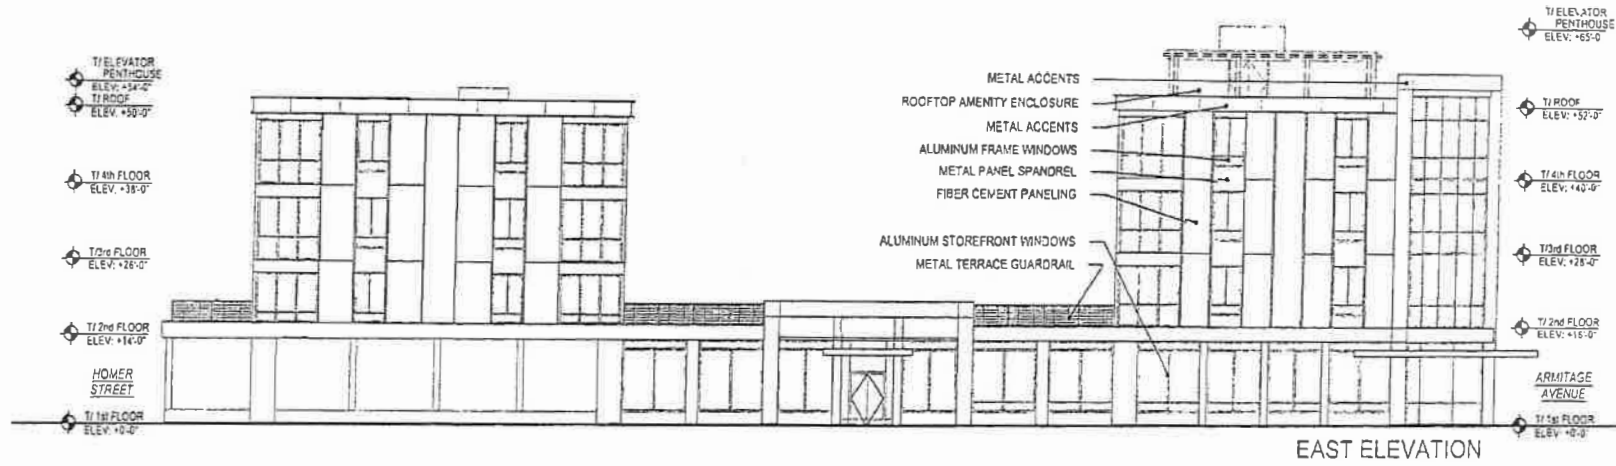 T/ ELEVATOR
PENTHOUSE
ELEV: +54'-0"
T/ ROOF
ELEV. +50'-0"
T/ 4th FLOOR
ELEV. +38'-0"
T/3rd FLOOR
ELEV: +26'-0"
T/ 2nd FLOOR
ELEV: +14'-0"
HOMER
STREET
T/ 1st FLOOR
ELEV: +0'-0"
METAL ACCENTS
ROOFTOP AMENITY ENCLOSURE
METAL ACCENTS
ALUMINUM FRAME WINDOWS
METAL PANEL SPANDREL
FIBER CEMENT PANELING
ALUMINUM STOREFRONT WINDOWS
METAL TERRACE GUARDRAIL
T/ ELEVATOR
PENTHOUSE
ELEV: +65'-0
T/ ROOF
ELEV: +52'-0"
T/4th FLOOR
ELEV: +40'-0"
T/3rd FLOOR
ELEV: +28'-0"
T/ 2nd FLOOR
ELEV: +16'-0"
ARMITAGE
AVENUE
T/ 1st FLOOR
ELEV: +0'-0"
EAST ELEVATION